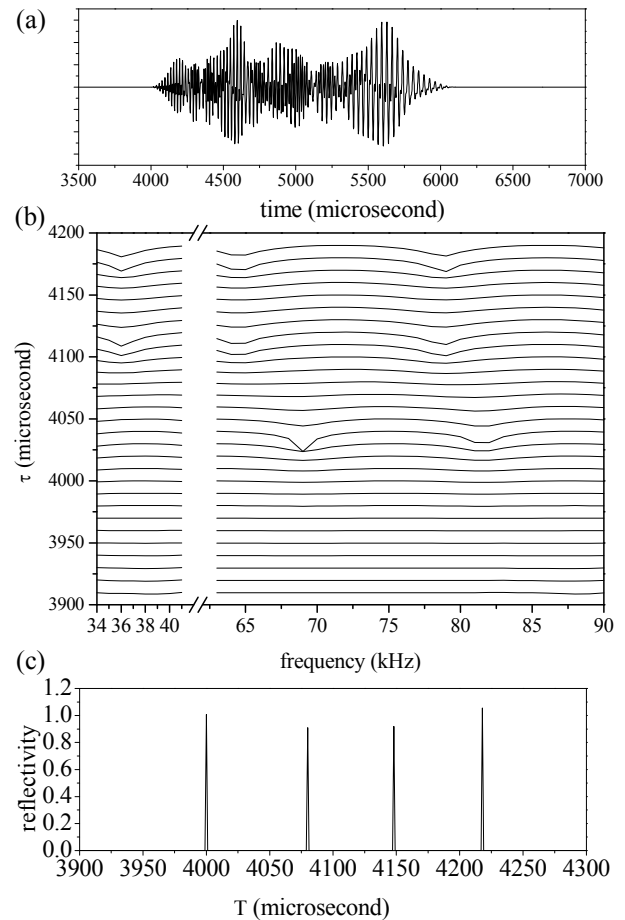 (a)
3500 4000 4500 5000 5500 6000 6500 7000
time (microsecond)
(b)
4200
4150
4100
4050
4000
3950
3900
τ (microsecond)
34 36 38 40 65 70 75 80 85 90
frequency (kHz)
(c)
1.2
1.0
0.8
0.6
0.4
0.2
0.0
reflectivity
3900 3950 4000 4050 4100 4150 4200 4250 4300
T (microsecond)